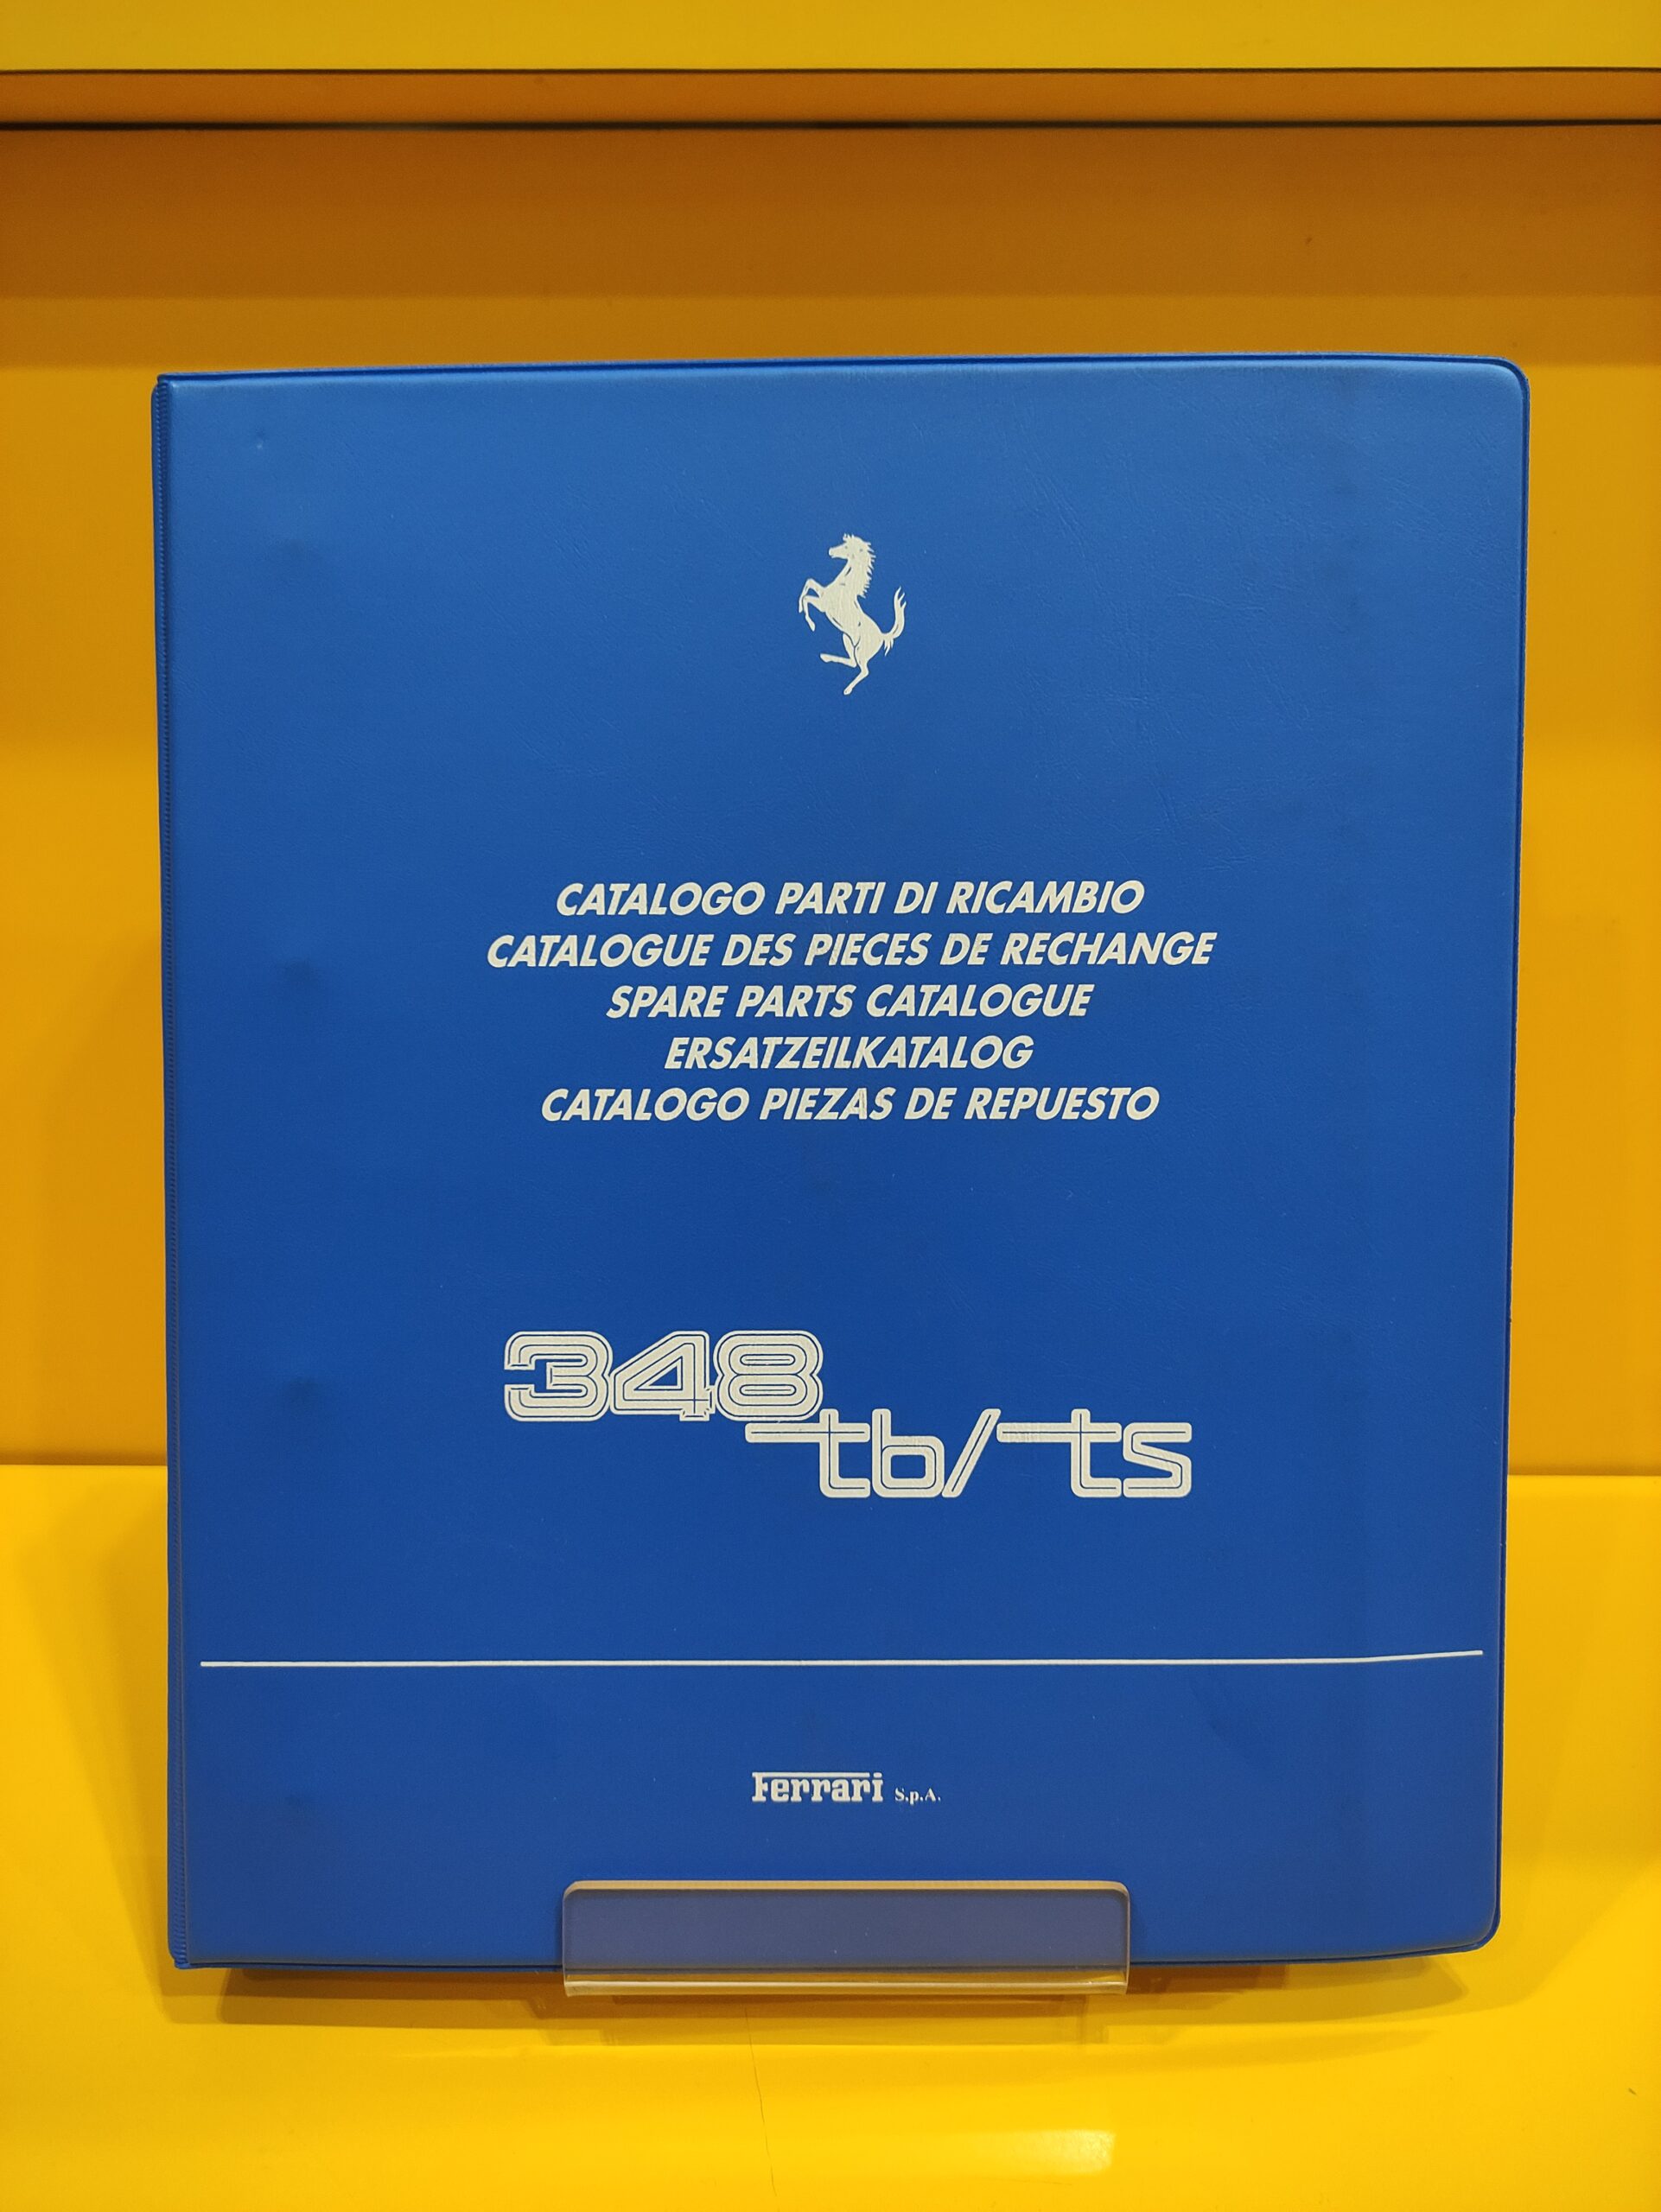 CATALOGO PARTI DI RICAMBIO
CATALOGUE DES PIECES DE RECHANGE
SPARE PARTS CATALOGUE
ERSATZEILKATALOG
CATALOGO PIEZAS DE REPUESTO
348
tb/ts
Ferrari S.p.A.